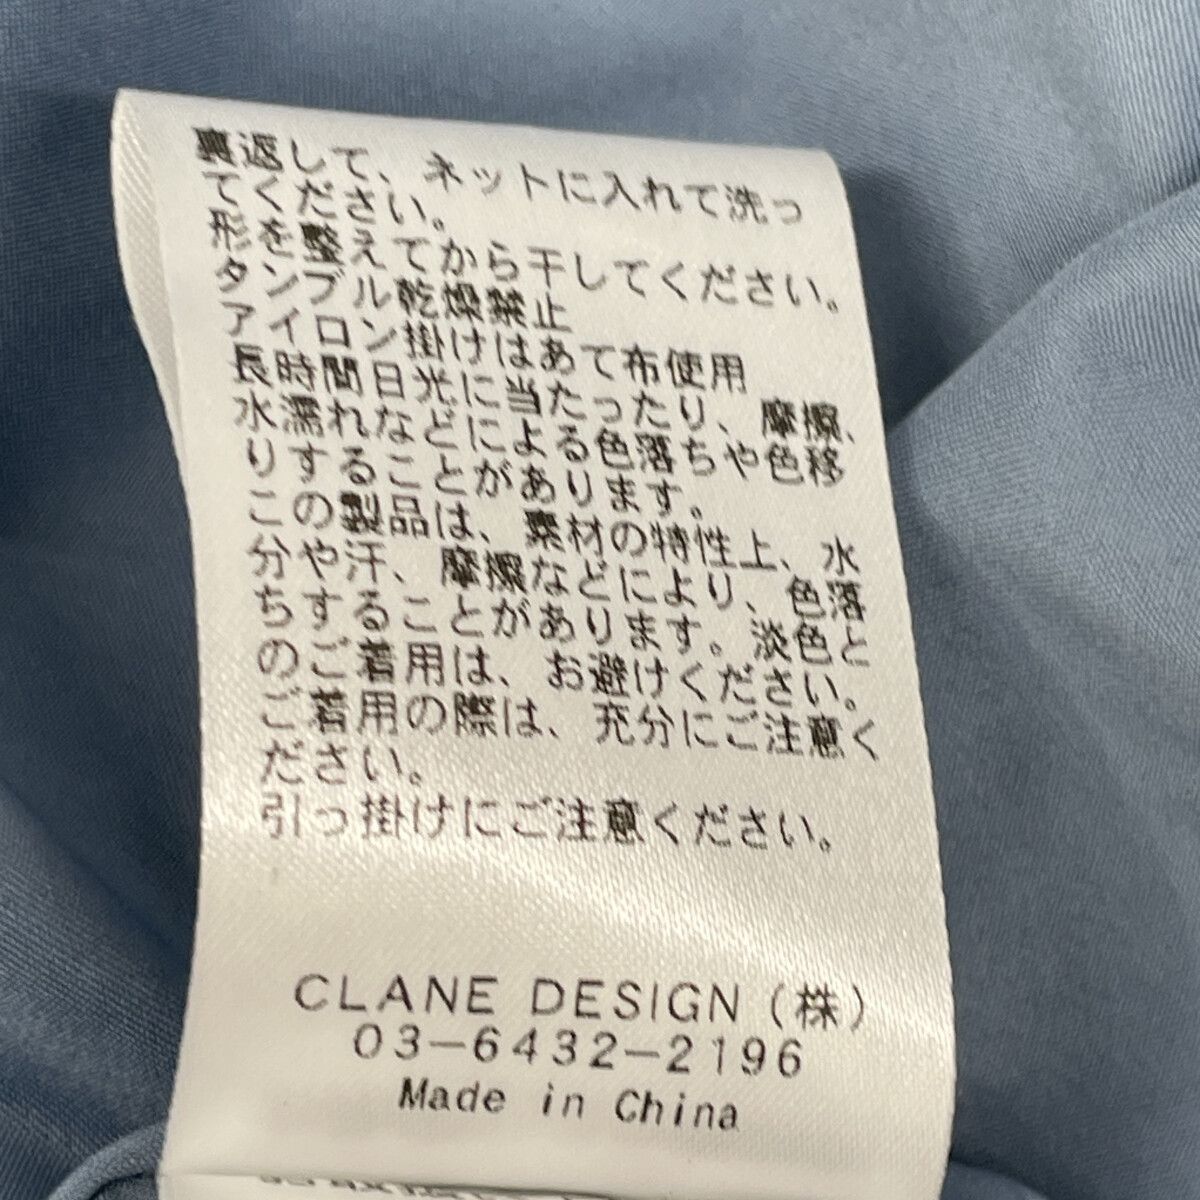 裏返して、ネットに入れて洗っ
てください。
形を整えてから干してください。
タンブル乾燥禁止
アイロン掛けはあて布使用
長時間日光に当たったり、摩擦、
水濡れなどによる色落ちや色移
りすることがあります。
この製品は、素材の特性上、水
分や汗、摩擦などにより、色落
ちすることがあります。淡色と
のご着用は、お避けください。
ご着用の際は、充分にご注意く
ださい。
引っ掛けにご注意ください。
CLANE DESIGN (株)
03-6432-2196
Made in China